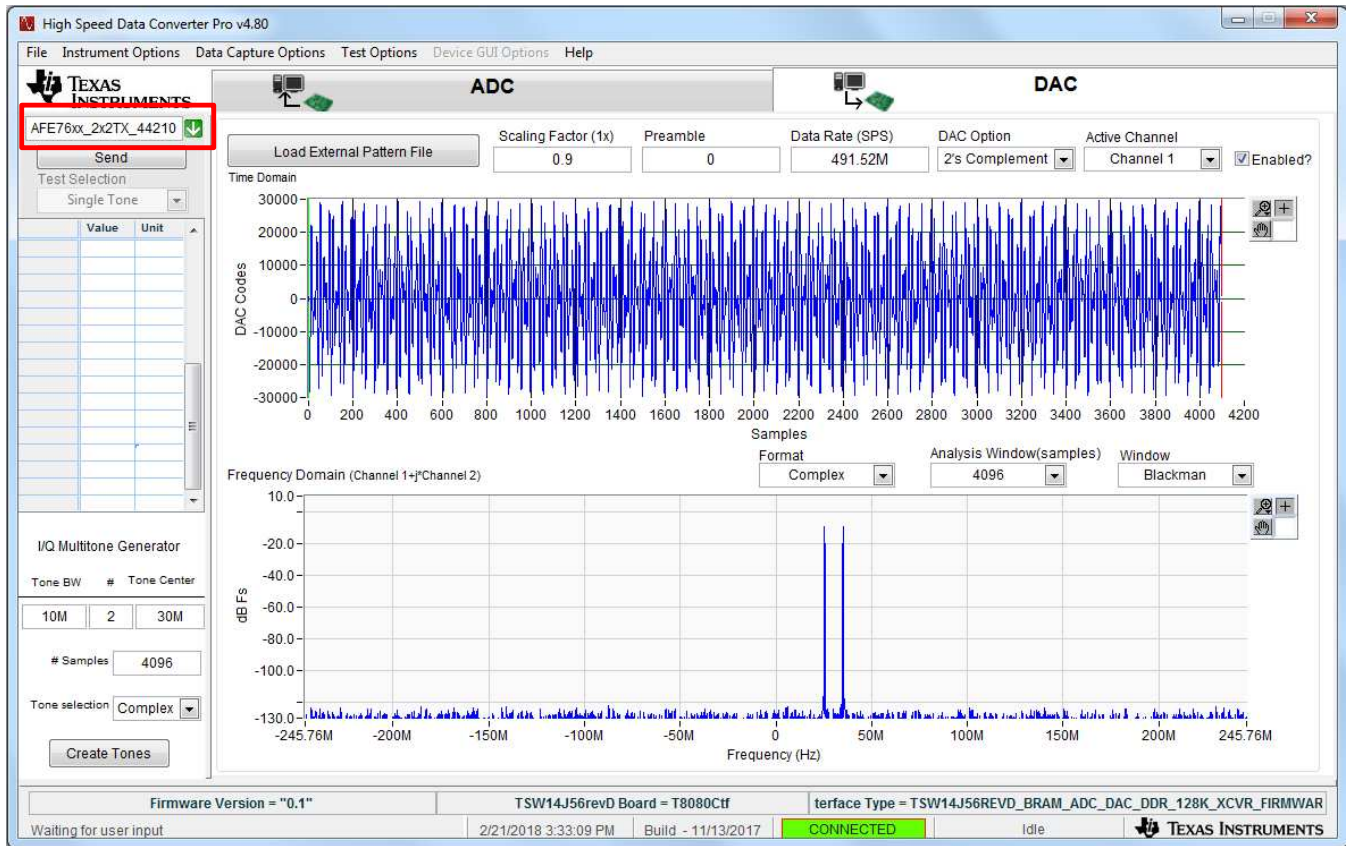 High Speed Data Converter Pro v4.80
File Instrument Options Data Capture Options Test Options Device GUI Options Help
TEXAS INSTRUMENTS
ADC
DAC
AFE76xx_2x2TX_44210
Send
Test Selection
Single Tone
Value Unit
Load External Pattern File
Scaling Factor (1x)
0.9
Preamble
0
Data Rate (SPS)
491.52M
DAC Option
2's Complement
Active Channel
Channel 1
Enabled?
Time Domain
DAC Codes
30000
20000
10000
0
-10000
-20000
-30000
0 200 400 600 800 1000 1200 1400 1600 1800 2000 2200 2400 2600 2800 3000 3200 3400 3600 3800 4000 4200
Samples
Frequency Domain (Channel 1+j*Channel 2)
Format
Complex
Analysis Window(samples)
4096
Window
Blackman
dB Fs
10.0
-20.0
-40.0
-60.0
-80.0
-100.0
-130.0
-245.76M -200M -150M -100M -50M 0 50M 100M 150M 200M 245.76M
Frequency (Hz)
I/Q Multitone Generator
Tone BW # Tone Center
10M 2 30M
# Samples 4096
Tone selection Complex
Create Tones
Firmware Version = "0.1" TSW14J56revD Board = T8080Ctf terface Type = TSW14J56REVD_BRAM_ADC_DAC_DDR_128K_XCVR_FIRMWAR
Waiting for user input 2/21/2018 3:33:09 PM Build - 11/13/2017 CONNECTED Idle TEXAS INSTRUMENTS